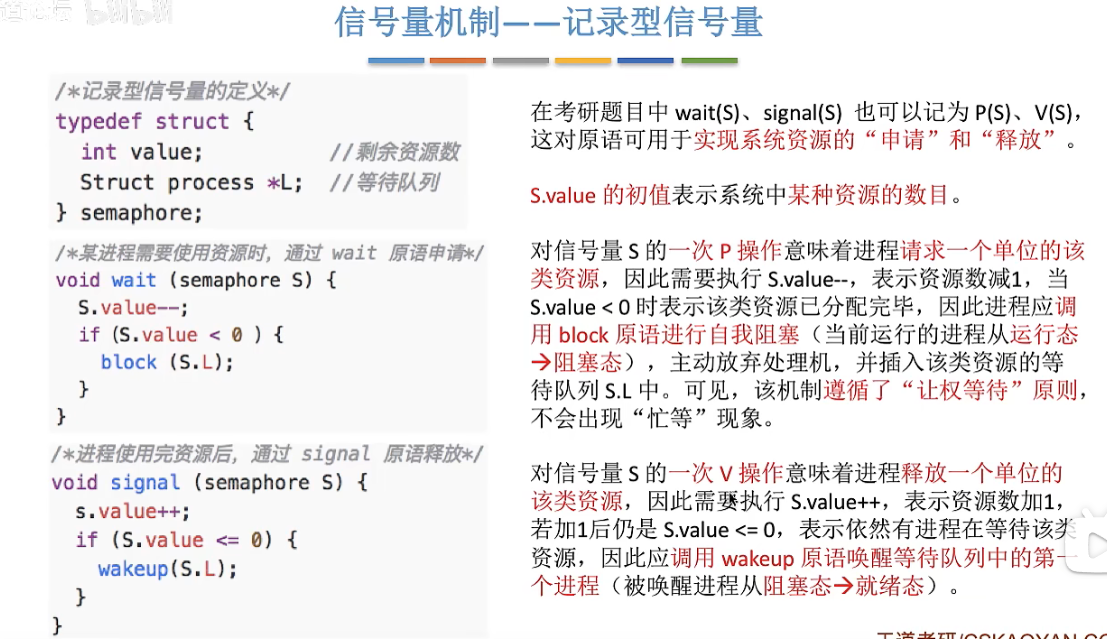 信号量机制——记录型信号量
/*记录型信号量的定义*/
typedef struct {
int value; //剩余资源数
Struct process *L; //等待队列
} semaphore;
/*某进程需要使用资源时，通过 wait 原语申请*/
void wait (semaphore S) {
S.value--;
if (S.value < 0 ) {
block (S.L);
}
}
/*进程使用完资源后，通过 signal 原语释放*/
void signal (semaphore S) {
s.value++;
if (S.value <= 0) {
wakeup(S.L);
}
}
在考研题目中 wait(S)、signal(S) 也可以记为 P(S)、V(S)，
这对原语可用于实现系统资源的“申请”和“释放”。
S.value 的初值表示系统中某种资源的数目。
对信号量 S 的一次 P 操作意味着进程请求一个单位的该
类资源，因此需要执行 S.value--，表示资源数减1，当
S.value < 0 时表示该类资源已分配完毕，因此进程应调
用 block 原语进行自我阻塞（当前运行的进程从运行态
→阻塞态），主动放弃处理机，并插入该类资源的等
待队列 S.L 中。可见，该机制遵循了“让权等待”原则，
不会出现“忙等”现象。
对信号量 S 的一次 V 操作意味着进程释放一个单位的
该类资源，因此需要执行 S.value++，表示资源数加1，
若加1后仍是 S.value <= 0，表示依然有进程在等待该类
资源，因此应调用 wakeup 原语唤醒等待队列中的第一
个进程（被唤醒进程从阻塞态→就绪态）。